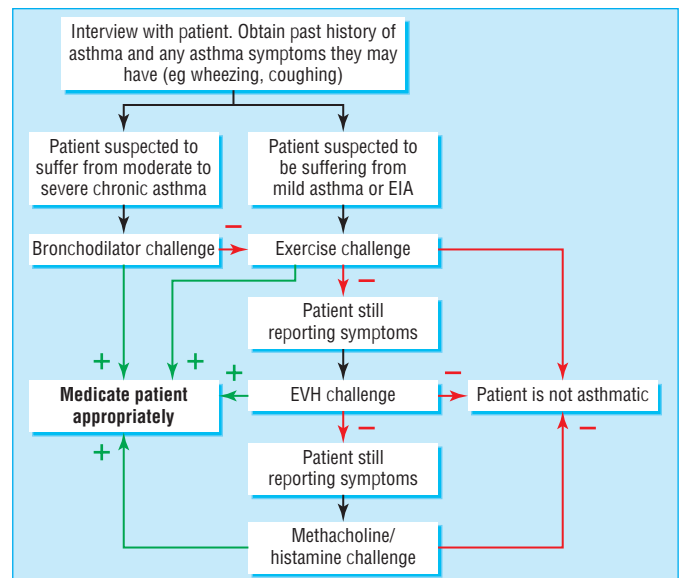 Interview with patient. Obtain past history of
asthma and any asthma symptoms they may
have (eg wheezing, coughing)
Patient suspected to
suffer from moderate to
severe chronic asthma
Patient suspected to
be suffering from
mild asthma or EIA
Bronchodilator challenge
–
Exercise challenge
–
Patient still
reporting symptoms
+
+
+
–
Medicate patient
appropriately
EVH challenge
Patient is not asthmatic
–
–
+
Patient still
reporting symptoms
Methacholine/
histamine challenge